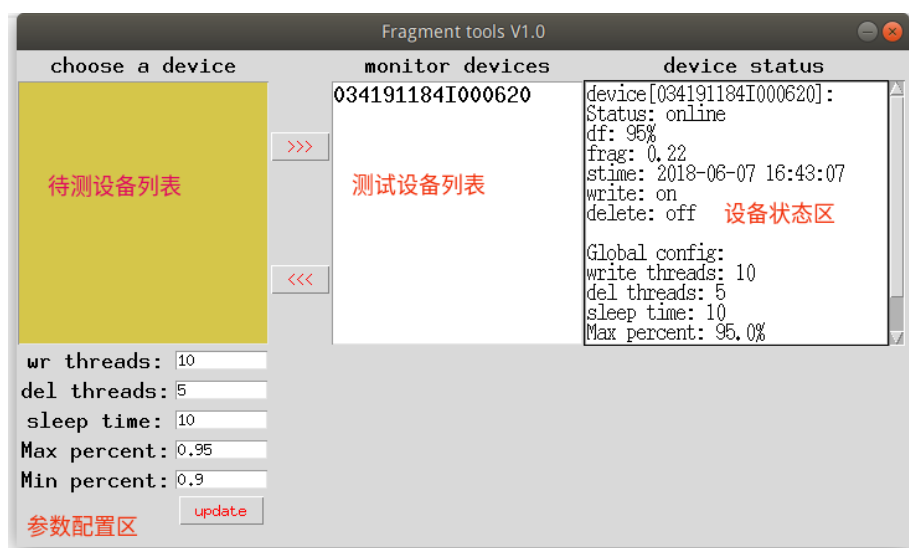 Fragment tools V1.0
choose a device
monitor devices
device status
待测设备列表
>>>
<<<
034191184I000620
测试设备列表
device[034191184I000620]:
Status: online
df: 95%
frag: 0.22
stime: 2018-06-07 16:43:07
write: on
delete: off
设备状态区
Global config:
write threads: 10
del threads: 5
sleep time: 10
Max percent: 95.0%
wr threads: 10
del threads: 5
sleep time: 10
Max percent: 0.95
Min percent: 0.9
update
参数配置区